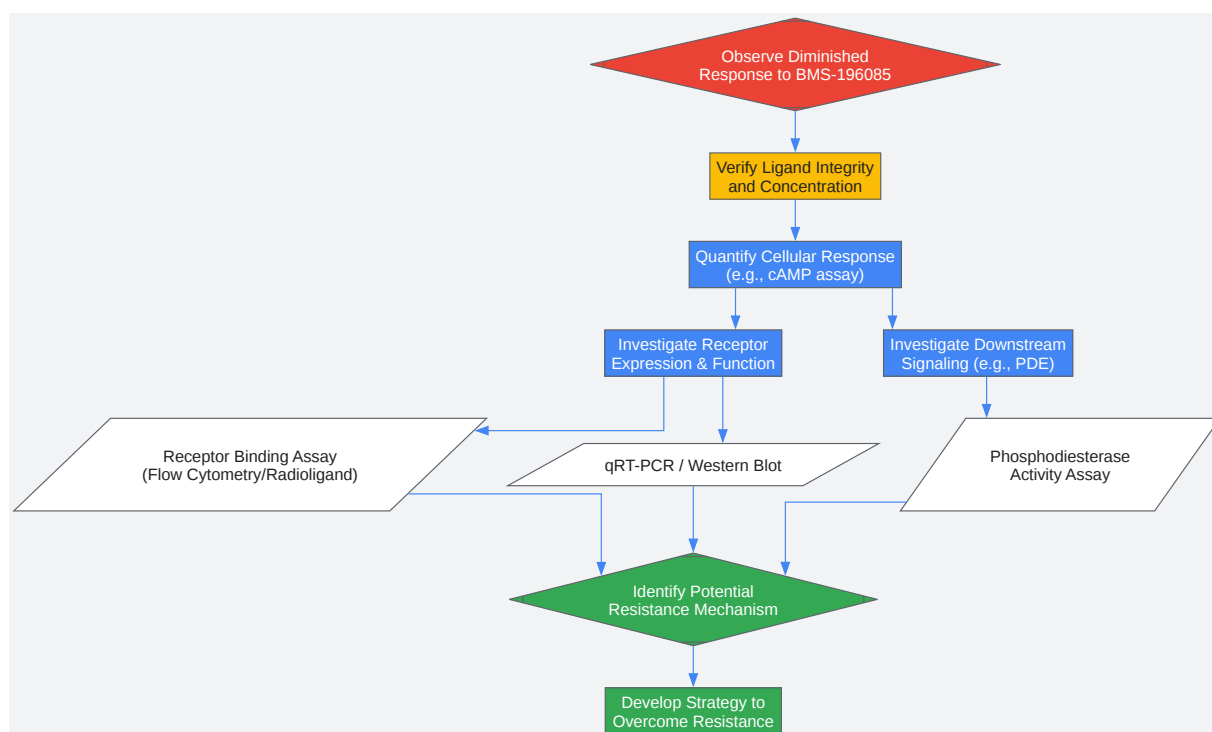 Observe Diminished
Response to BMS-196085
Verify Ligand Integrity
and Concentration
Quantify Cellular Response
(e.g., cAMP assay)
Investigate Receptor
Expression & Function
Investigate Downstream
Signaling (e.g., PDE)
Receptor Binding Assay
(Flow Cytometry/Radioligand)
qRT-PCR / Western Blot
Phosphodiesterase
Activity Assay
Identify Potential
Resistance Mechanism
Develop Strategy to
Overcome Resistance